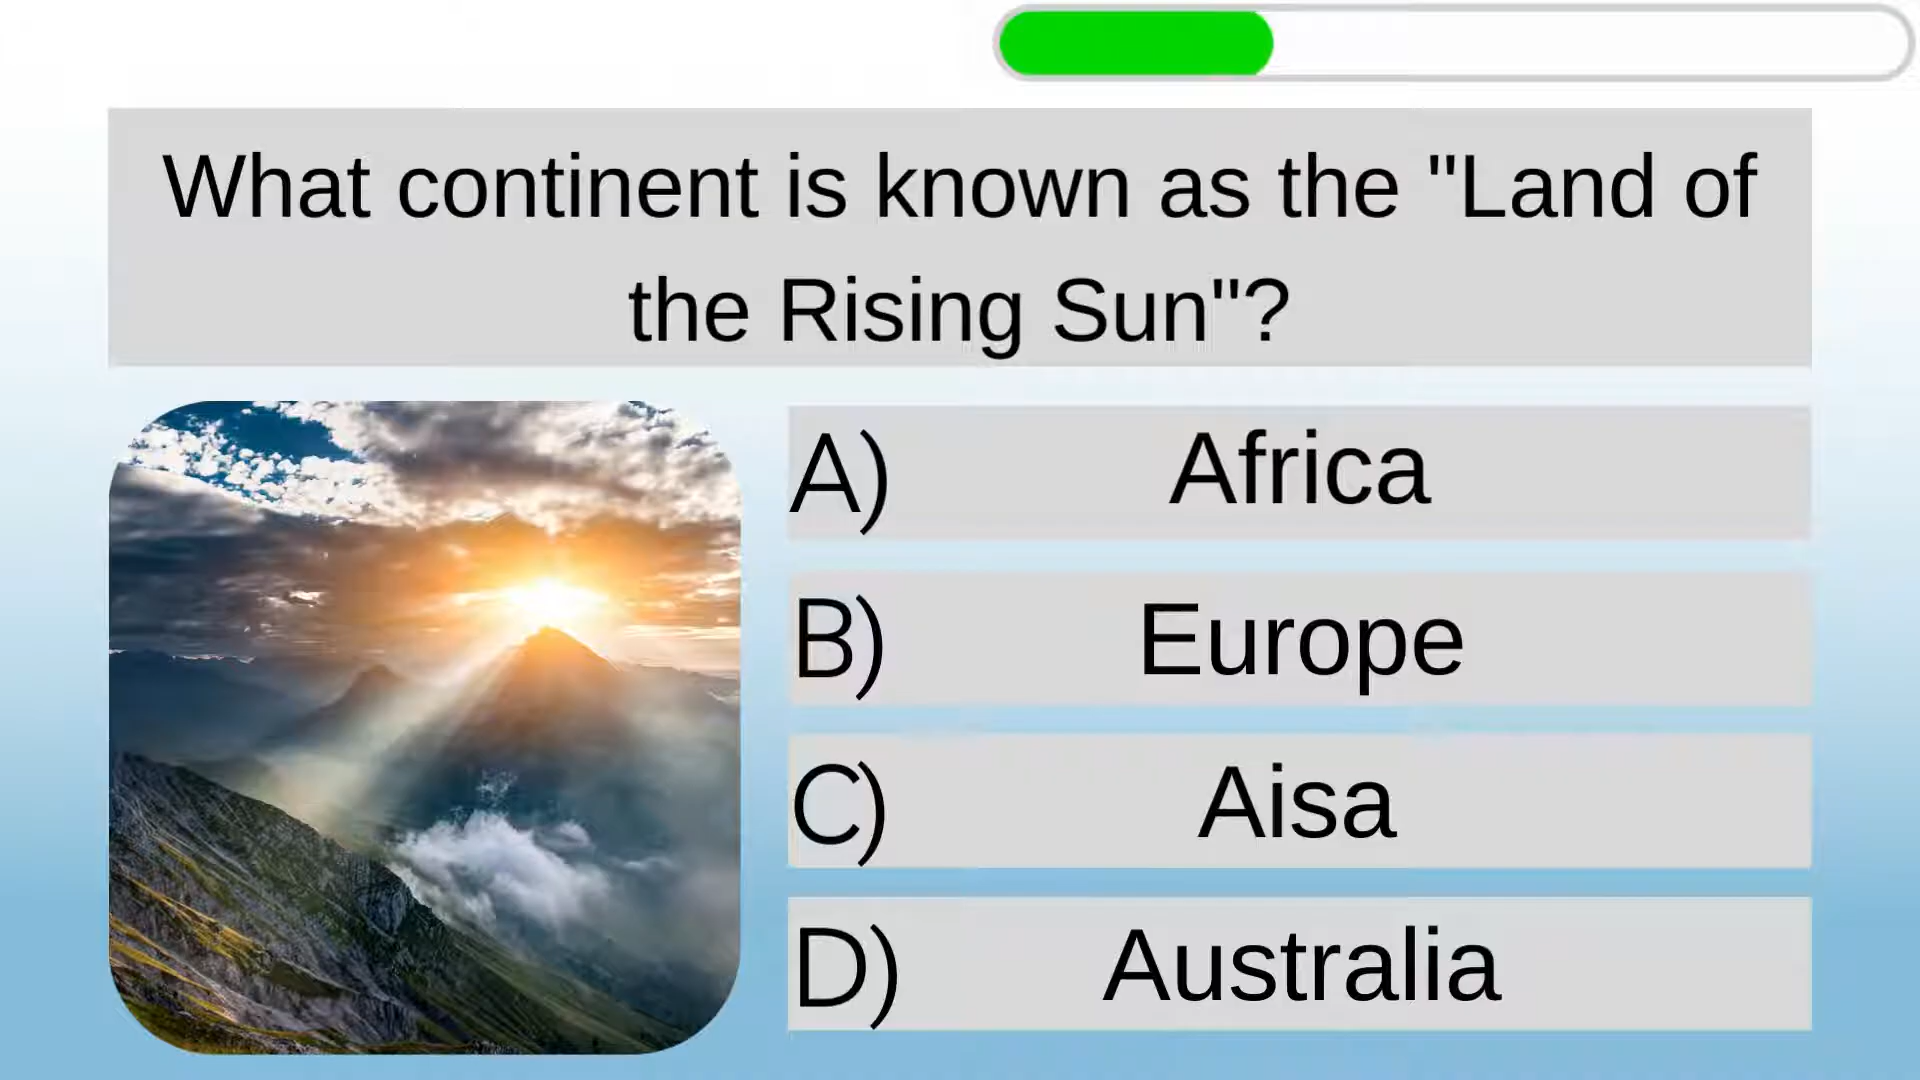 What continent is known as the "Land of
the Rising Sun"?
A) Africa
B) Europe
C) Aisa
D) Australia